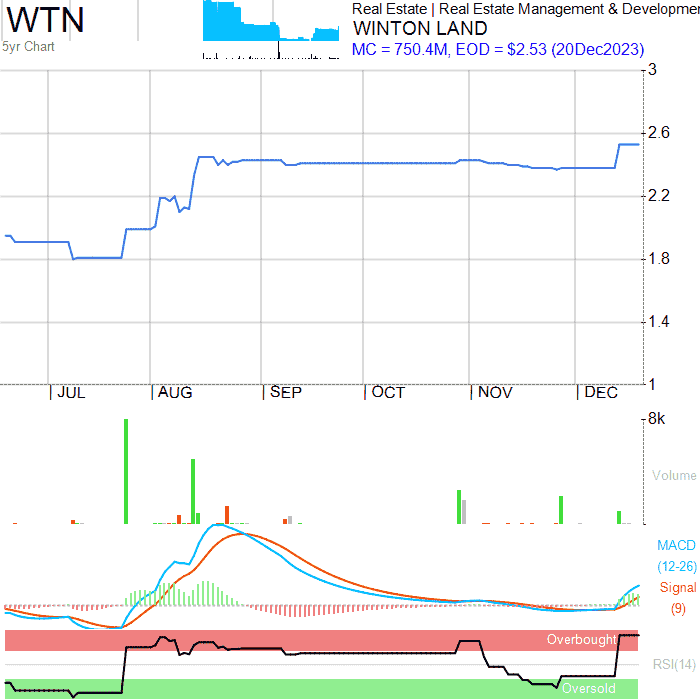 WTN
5yr Chart
Real Estate | Real Estate Management & Developmen
WINTON LAND
MC = 750.4M, EOD = $2.53 (20Dec2023)
3
2.6
2.2
1.8
1.4
1
JUL
AUG
SEP
OCT
NOV
DEC
8k
Volume
MACD
(12-26)
Signal
(9)
Overbought
RSI(14)
Oversold